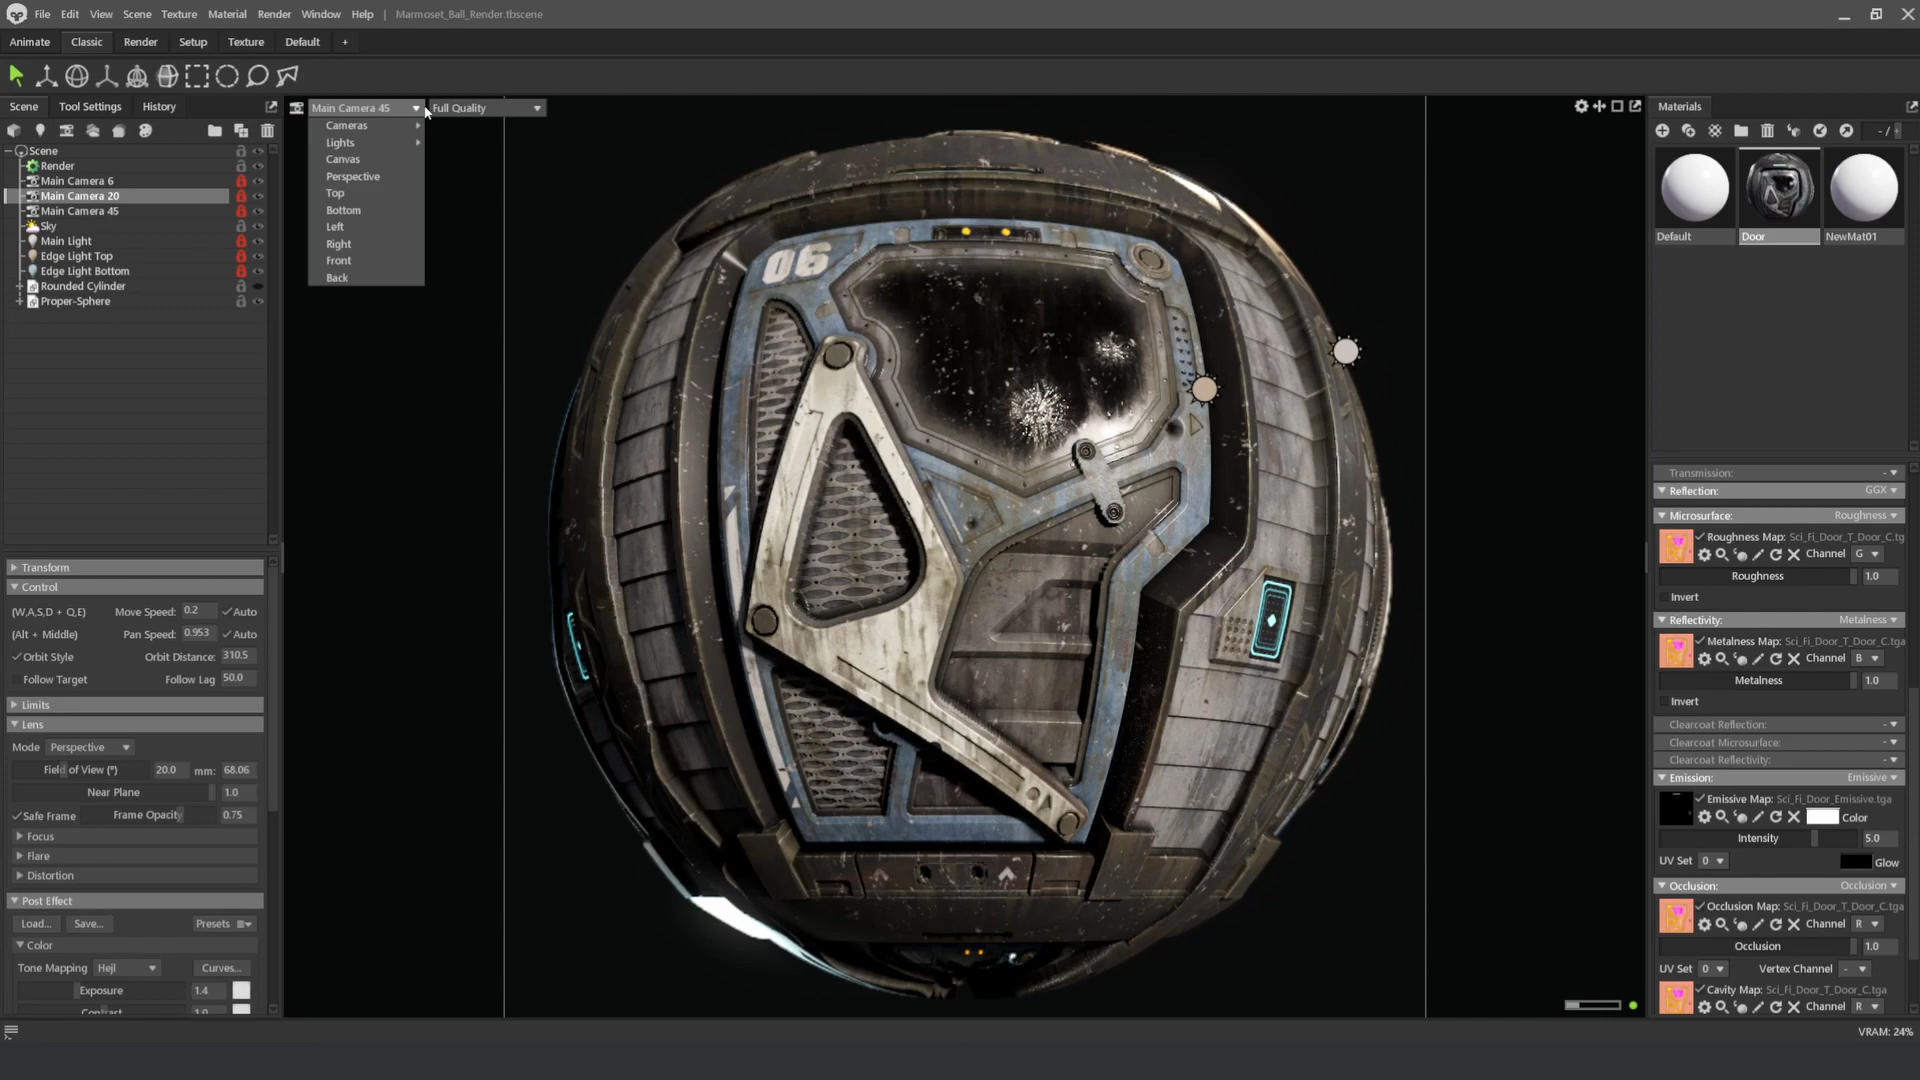 File Edit View Scene Texture Material Render Window Help | Marmoset_Ball_Render.tbscene
Animate Classic Render Setup Texture Default +
Scene Tool Settings History
Scene
Render
Main Camera 6
Main Camera 20
Main Camera 45
Sky
Main Light
Edge Light Top
Edge Light Bottom
Rounded Cylinder
Proper-Sphere
Transform
Control
(W,A,S,D + Q,E) Move Speed: 0.2 Auto
(Alt + Middle) Pan Speed: 0.953 Auto
Orbit Style Orbit Distance: 310.5
Follow Target Follow Lag 50.0
Limits
Lens
Mode Perspective
Field of View (°) 20.0 mm: 68.06
Near Plane 1.0
Safe Frame Frame Opacity 0.75
Focus
Flare
Distortion
Post Effect
Load... Save... Presets
Color
Tone Mapping Hejl Curves...
Exposure 1.4
Contrast 1.0
Main Camera 45 Full Quality
Cameras
Lights
Canvas
Perspective
Top
Bottom
Left
Right
Front
Back
06
Materials
- /
Default Door NewMat01
Transmission: -
Reflection: GGX
Microsurface: Roughness
Roughness Map: Sci_Fi_Door_T_Door_C.tg
Channel G
Roughness 1.0
Invert
Reflectivity: Metalness
Metalness Map: Sci_Fi_Door_T_Door_C.tg
Channel B
Metalness 1.0
Invert
Clearcoat Reflection: -
Clearcoat Microsurface: -
Clearcoat Reflectivity: -
Emission: Emissive
Emissive Map: Sci_Fi_Door_Emissive.tga
Color
Intensity 5.0
UV Set 0 Glow
Occlusion: Occlusion
Occlusion Map: Sci_Fi_Door_T_Door_C.tga
Channel R
Occlusion 1.0
UV Set 0 Vertex Channel -
Cavity Map: Sci_Fi_Door_T_Door_C.tga
Channel R
VRAM: 24%